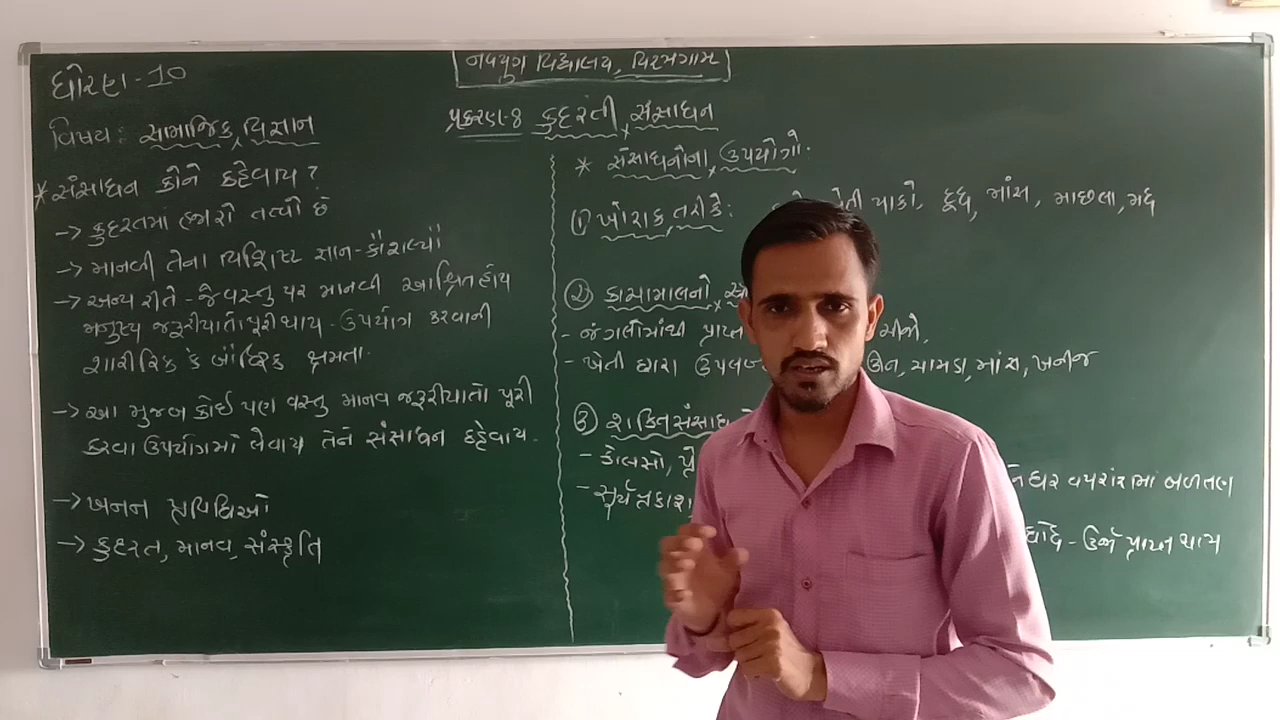 નવયુગ વિદ્યાલય, વિરમગામ
ધોરણ-10
વિષય: સામાજિક વિજ્ઞાન
પ્રકરણ-8 કુદરતી સંસાધન
* સંસાધન કોને કહેવાય?
-> કુદરતમાં હજારો તત્વો છે
-> માનવી તેના વિશિષ્ટ જ્ઞાન-કૌશલ્યો
-> અન્ય રીતે-જે વસ્તુ પર માનવી આશ્રિત હોય
મનુષ્ય જરૂરીયાતો પૂરી થાય-ઉપયોગ કરવાની
શારીરિક કે બૌદ્ધિક ક્ષમતા.
-> આ મુજબ કોઈ પણ વસ્તુ માનવ જરૂરીયાતો પૂરી
કરવા ઉપયોગમાં લેવાય તેને સંસાધન કહેવાય.
-> ખનન પ્રવિધિઓ
-> કુદરત, માનવ, સંસ્કૃતિ
* સંસાધનોના ઉપયોગો.
(1) ખોરાક તરીકે: પાકો, દૂધ, માંસ, માછલા, મધ
(2) કાચામાલનો
- જંગલોમાંથી પ્રાપ્ત ચીજો,
- ખેતી દ્વારા ઊન, ચામડા, માંસ, ખનીજ
(3) શક્તિસંસાધનો
- કોલસો, ઘર વપરાશમાં બળતણ
- સૂર્યપ્રકાશ, - ઉર્જા પ્રાપ્ત થાય